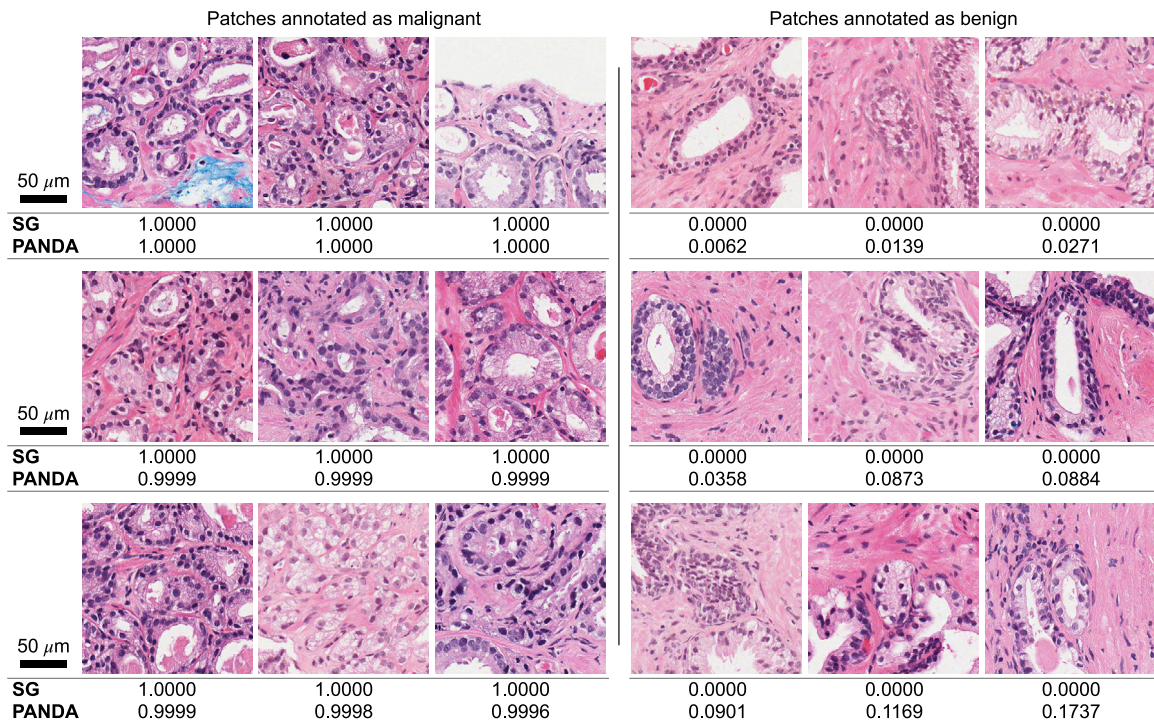 Patches annotated as malignant Patches annotated as benign
50 μm
SG 1.0000 1.0000 1.0000 0.0000 0.0000 0.0000
PANDA 1.0000 1.0000 1.0000 0.0062 0.0139 0.0271
50 μm
SG 1.0000 1.0000 1.0000 0.0000 0.0000 0.0000
PANDA 0.9999 0.9999 0.9999 0.0358 0.0873 0.0884
50 μm
SG 1.0000 1.0000 1.0000 0.0000 0.0000 0.0000
PANDA 0.9999 0.9998 0.9996 0.0901 0.1169 0.1737